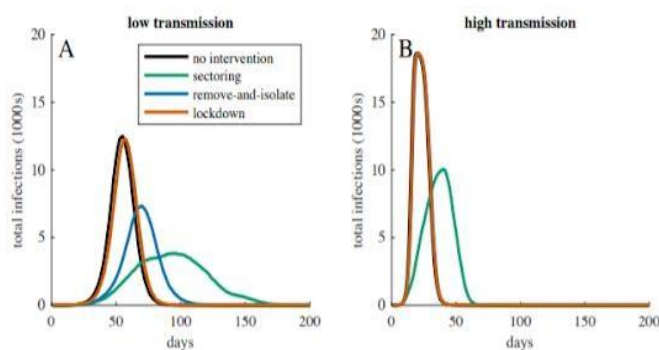 low transmission
A
no intervention
sectoring
remove-and-isolate
lockdown
total infections (1000s)
20
15
10
5
0
0 50 100 150 200
days
high transmission
B
total infections (1000s)
20
15
10
5
0
0 50 100 150 200
days